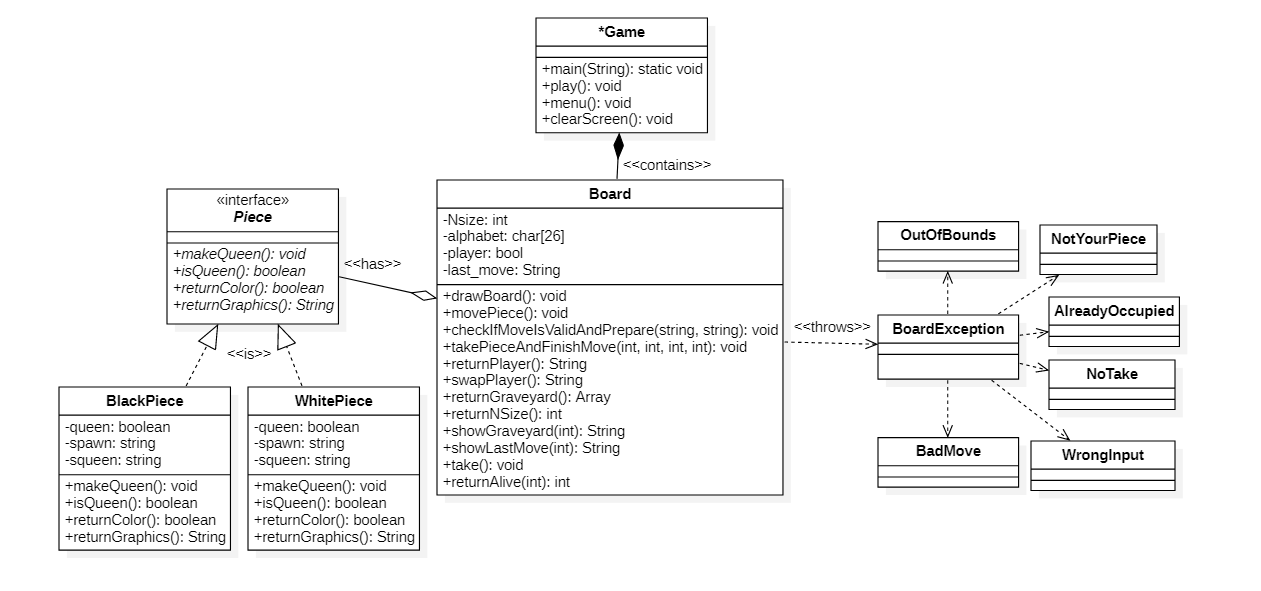 *Game
+main(String): static void
+play(): void
+menu(): void
+clearScreen(): void
<<contains>>
«interface»
Piece
+makeQueen(): void
+isQueen(): boolean
+returnColor(): boolean
+returnGraphics(): String
<<has>>
<<is>>
BlackPiece
-queen: boolean
-spawn: string
-squeen: string
+makeQueen(): void
+isQueen(): boolean
+returnColor(): boolean
+returnGraphics(): String
WhitePiece
-queen: boolean
-spawn: string
-squeen: string
+makeQueen(): void
+isQueen(): boolean
+returnColor(): boolean
+returnGraphics(): String
Board
-Nsize: int
-alphabet: char[26]
-player: bool
-last_move: String
+drawBoard(): void
+movePiece(): void
+checkIfMoveIsValidAndPrepare(string, string): void
+takePieceAndFinishMove(int, int, int, int): void
+returnPlayer(): String
+swapPlayer(): String
+returnGraveyard(): Array
+returnNSize(): int
+showGraveyard(int): String
+showLastMove(int): String
+take(): void
+returnAlive(int): int
<<throws>>
OutOfBounds
NotYourPiece
BoardException
AlreadyOccupied
NoTake
BadMove
WrongInput